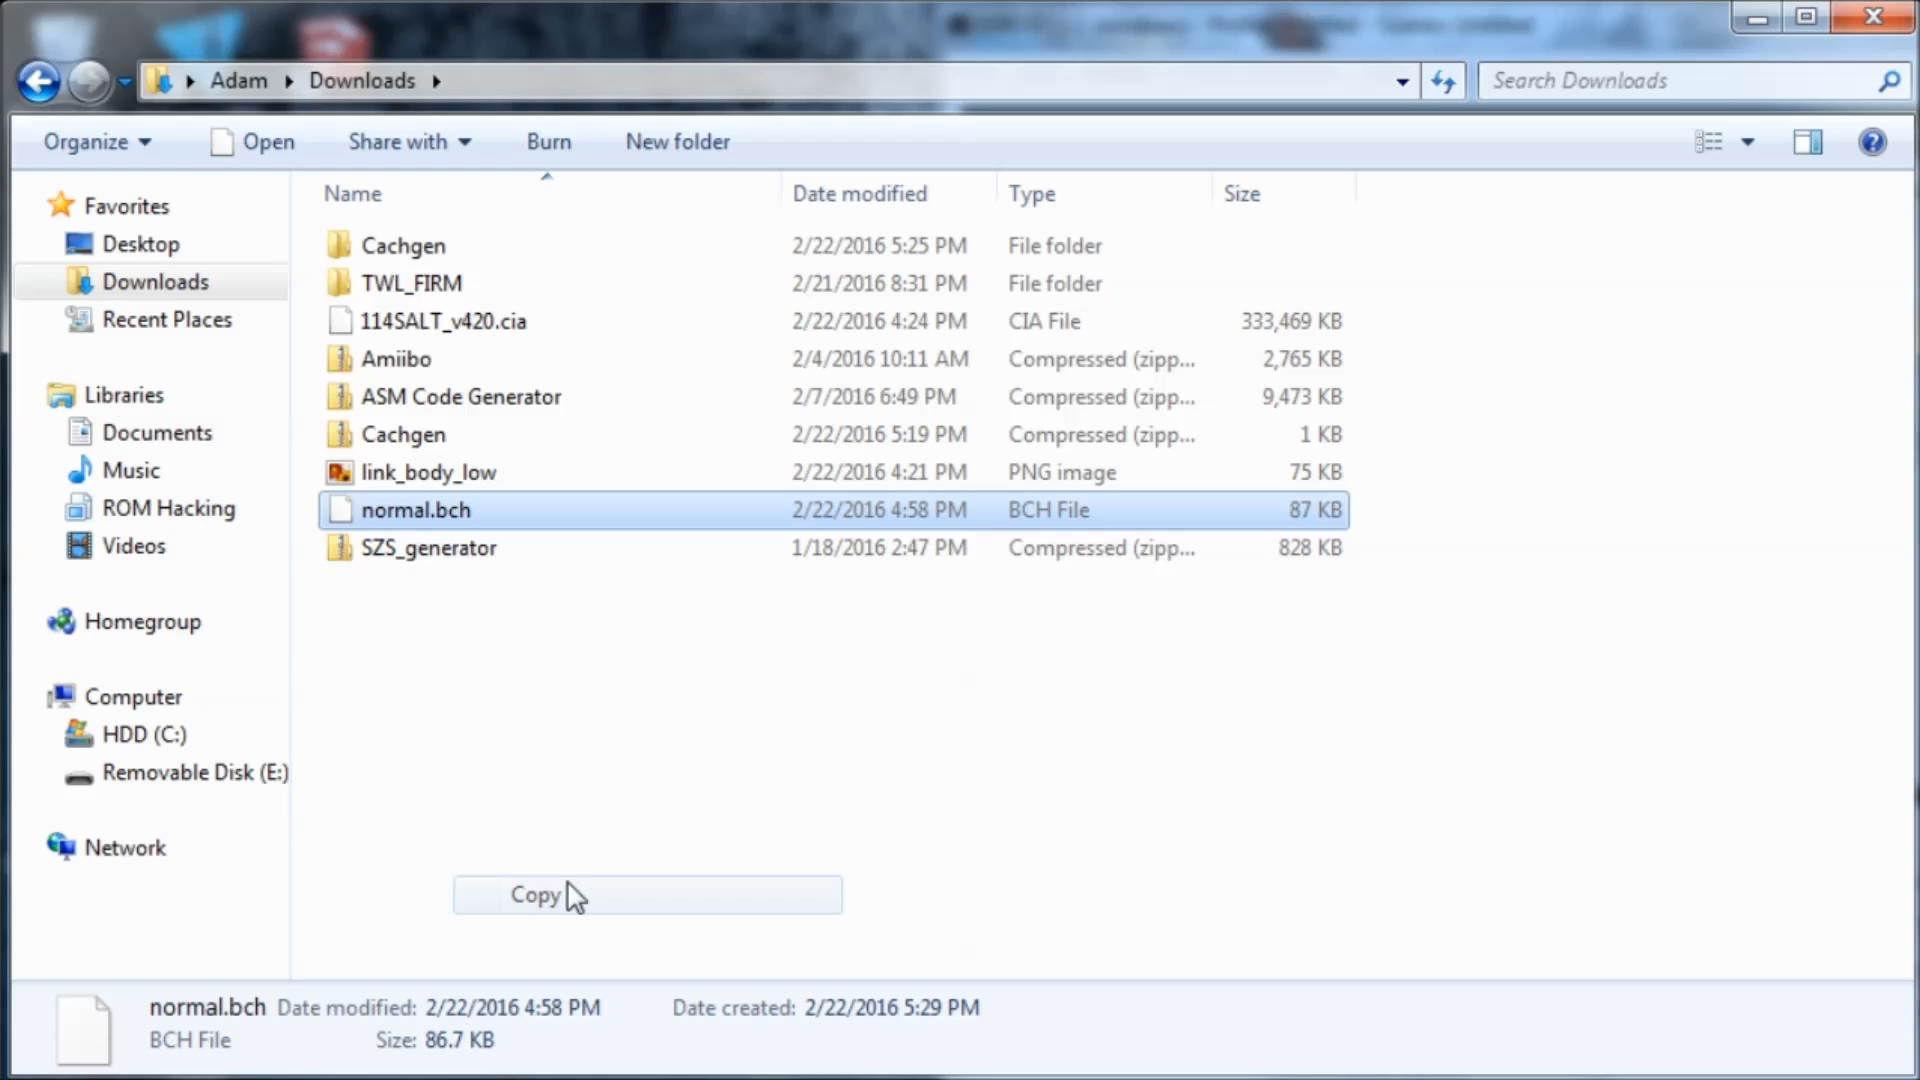 Adam Downloads
Search Downloads
Organize Open Share with Burn New folder
Name Date modified Type Size
Favorites
Desktop
Downloads
Recent Places
Libraries
Documents
Music
ROM Hacking
Videos
Homegroup
Computer
HDD (C:)
Removable Disk (E:)
Network
Cachgen 2/22/2016 5:25 PM File folder
TWL_FIRM 2/21/2016 8:31 PM File folder
114SALT_v420.cia 2/22/2016 4:24 PM CIA File 333,469 KB
Amiibo 2/4/2016 10:11 AM Compressed (zipp... 2,765 KB
ASM Code Generator 2/7/2016 6:49 PM Compressed (zipp... 9,473 KB
Cachgen 2/22/2016 5:19 PM Compressed (zipp... 1 KB
link_body_low 2/22/2016 4:21 PM PNG image 75 KB
normal.bch 2/22/2016 4:58 PM BCH File 87 KB
SZS_generator 1/18/2016 2:47 PM Compressed (zipp... 828 KB
Copy
normal.bch Date modified: 2/22/2016 4:58 PM Date created: 2/22/2016 5:29 PM
BCH File Size: 86.7 KB